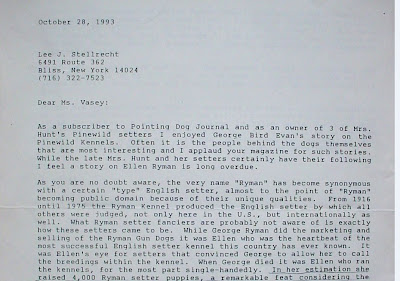 October 28, 1993
Lee J. Stellrecht
6491 Route 362
Bliss, New York 14024
(716) 322-7523
Dear Ms. Vasey:
As a subscriber to Pointing Dog Journal and as an owner of 3 of Mrs.
Hunt's Pinewild setters I enjoyed George Bird Evan's story on the
Pinewild Kennels. Often it is the people behind the dogs themselves
that are most interesting and I applaud your magazine for such stories.
While the late Mrs. Hunt and her setters certainly have their following
I feel a story on Ellen Ryman is long overdue.
As you are no doubt aware, the very name "Ryman" has become synonymous
with a certain "type" English setter, almost to the point of "Ryman"
becoming public domain because of their unique qualities. From 1916
until 1975 the Ryman Kennel produced the English setter by which all
others were judged, not only here in the U.S., but internationally as
well. What Ryman setter fanciers are probably not aware of is exactly
how these setters came to be. While George Ryman did the marketing and
selling of the Ryman Gun Dogs it was Ellen who was the heartbeat of the
most successful English setter kennel this country has ever known. It
was Ellen's eye for setters that convinced George to allow her to call
the breedings within the kennel. When George died it was Ellen who ran
the kennels, for the most part single-handedly. In her estimation she
raised 4,000 Ryman setter puppies, a remarkable feat considering the